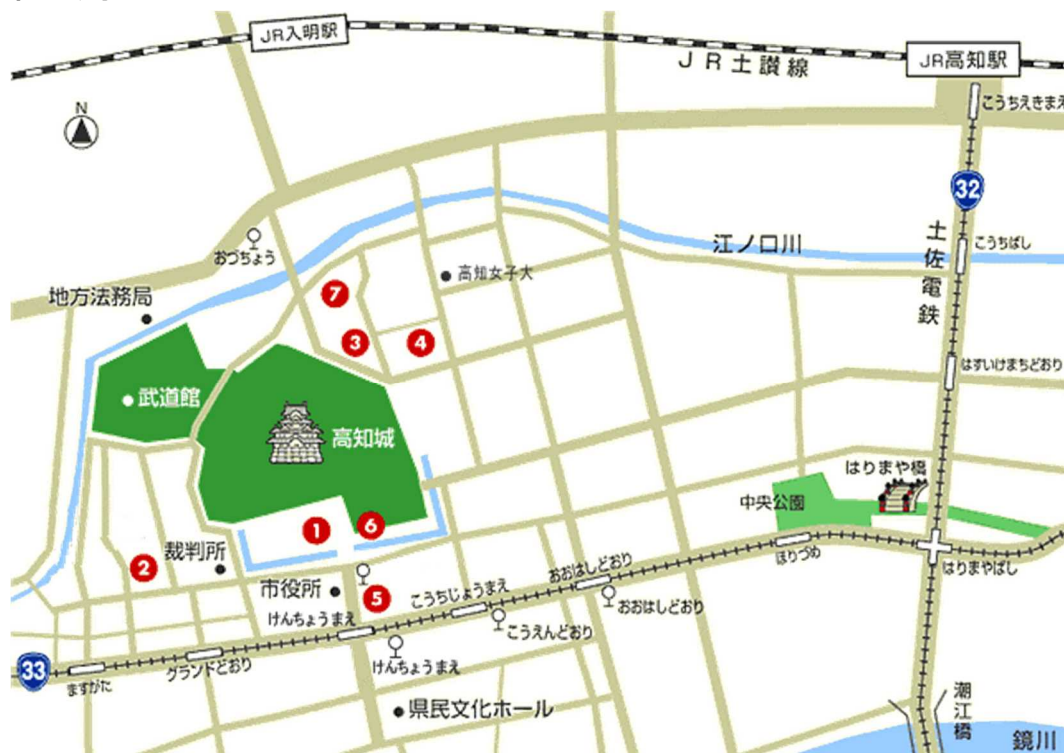 JR入明駅
JR土讃線
JR高知駅
こうちえきまえ
N
32
江ノ口川
こうちばし
土佐電鉄
おづちょう
高知女子大
地方法務局
7
3
4
はすいけまちどおり
武道館
高知城
はりまや橋
中央公園
1
6
裁判所
2
ほりづめ
はりまやばし
市役所
5
こうちじょうまえ
おおはしどおり
おおはしどおり
けんちょうまえ
こうえんどおり
けんちょうまえ
グランドどおり
33
ますがた
県民文化ホール
潮江橋
鏡川